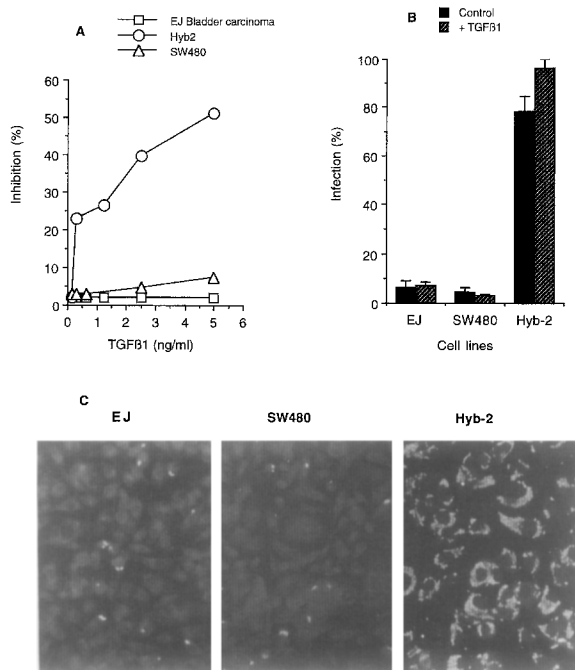 A
EJ Bladder carcinoma
Hyb2
SW480
60
50
40
30
20
10
0
Inhibition (%)
0 1 2 3 4 5 6
TGFß1 (ng/ml)
B
Control
+ TGFß1
100
80
60
40
20
0
Infection (%)
EJ SW480 Hyb-2
Cell lines
C
EJ SW480 Hyb-2